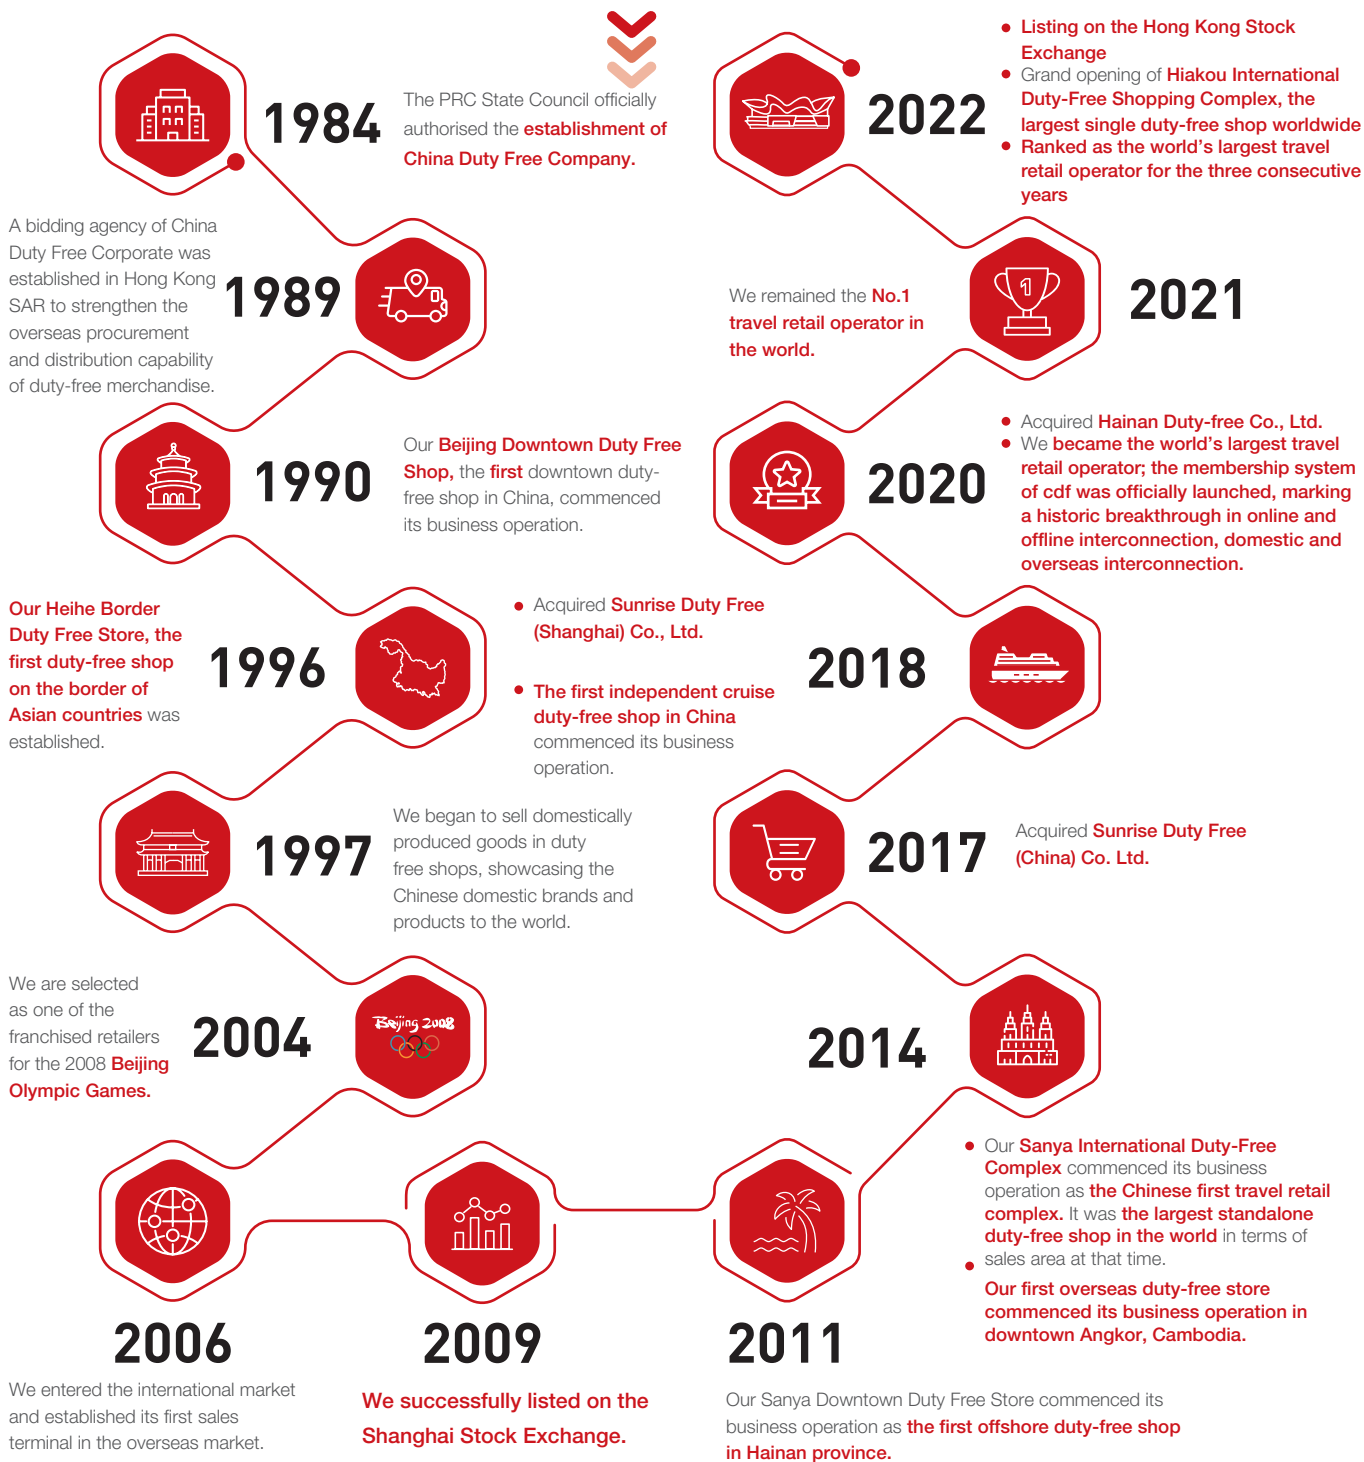 1984
The PRC State Council officially
authorised the establishment of
China Duty Free Company.
A bidding agency of China
Duty Free Corporate was
established in Hong Kong
SAR to strengthen the
overseas procurement
and distribution capability
of duty-free merchandise.
1989
1990
Our Beijing Downtown Duty Free
Shop, the first downtown duty-
free shop in China, commenced
its business operation.
Our Heihe Border
Duty Free Store, the
first duty-free shop
on the border of
Asian countries was
established.
1996
1997
We began to sell domestically
produced goods in duty
free shops, showcasing the
Chinese domestic brands and
products to the world.
We are selected
as one of the
franchised retailers
for the 2008 Beijing
Olympic Games.
2004
Beijing 2008
2006
We entered the international market
and established its first sales
terminal in the overseas market.
2009
We successfully listed on the
Shanghai Stock Exchange.
2011
Our Sanya Downtown Duty Free Store commenced its
business operation as the first offshore duty-free shop
in Hainan province.
2014
• Our Sanya International Duty-Free
Complex commenced its business
operation as the Chinese first travel retail
complex. It was the largest standalone
duty-free shop in the world in terms of
sales area at that time.
• Our first overseas duty-free store
commenced its business operation in
downtown Angkor, Cambodia.
2017
Acquired Sunrise Duty Free
(China) Co. Ltd.
• Acquired Sunrise Duty Free
(Shanghai) Co., Ltd.
• The first independent cruise
duty-free shop in China
commenced its business
operation.
2018
2020
• Acquired Hainan Duty-free Co., Ltd.
• We became the world's largest travel
retail operator; the membership system
of cdf was officially launched, marking
a historic breakthrough in online and
offline interconnection, domestic and
overseas interconnection.
We remained the No.1
travel retail operator in
the world.
1
2021
2022
• Listing on the Hong Kong Stock
Exchange
• Grand opening of Hiakou International
Duty-Free Shopping Complex, the
largest single duty-free shop worldwide
• Ranked as the world's largest travel
retail operator for the three consecutive
years